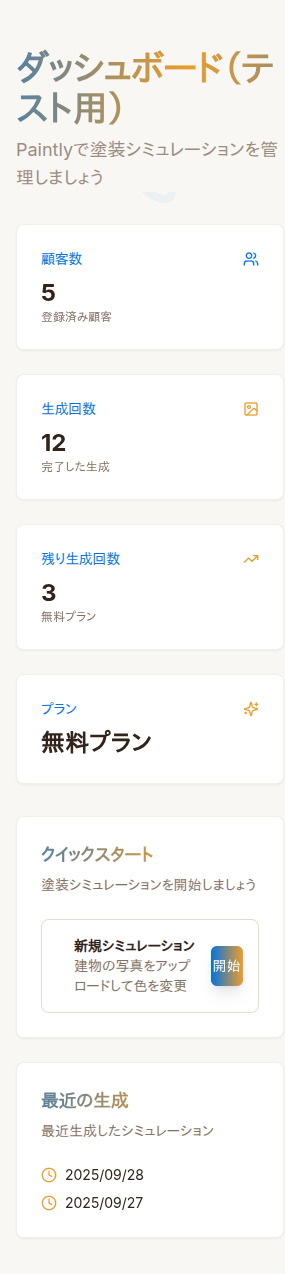 ダッシュボード（テ
スト用）
Paintlyで塗装シミュレーションを管
理しましょう
顧客数
5
登録済み顧客
生成回数
12
完了した生成
残り生成回数
3
無料プラン
プラン
無料プラン
クイックスタート
塗装シミュレーションを開始しましょう
新規シミュレーション
建物の写真をアップ
ロードして色を変更
開始
最近の生成
最近生成したシミュレーション
2025/09/28
2025/09/27